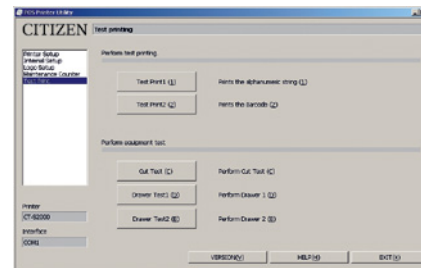 POS Printer Utility
CITIZEN
Test printing
Printer Setup
Internal Setup
Logo Setup
Maintenance Counter
Test Print
Perform test printing
Test Print1 (1)
Prints the alphanumeric string (1)
Test Print2 (2)
Prints the barcode (2)
Perform equipment test
Cut Test (C)
Perform Cut Test (C)
Drawer Test1 (D)
Perform Drawer 1 (D)
Drawer Test2 (E)
Perform Drawer 2 (E)
Printer
CT-S2000
Interface
COM1
VERSION(V)
HELP(H)
EXIT(X)